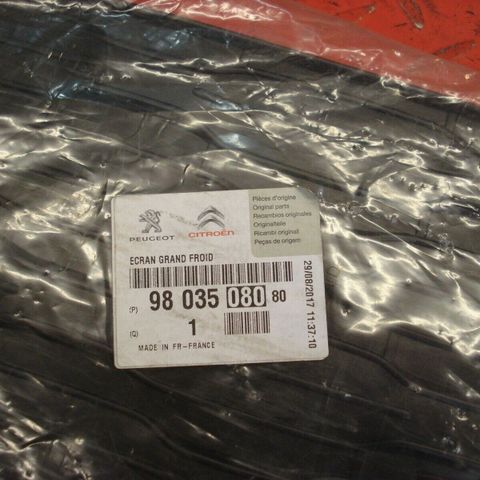 PEUGEOT
CITROËN
Pièces d'origine
Original parts
Recambios originales
Originalteile
Ricambi originali
Peças de origem
ECRAN GRAND FROID
(P) 98 035 080 80
(Q) 1
MADE IN FR-FRANCE
29/08/2017 11:37:10